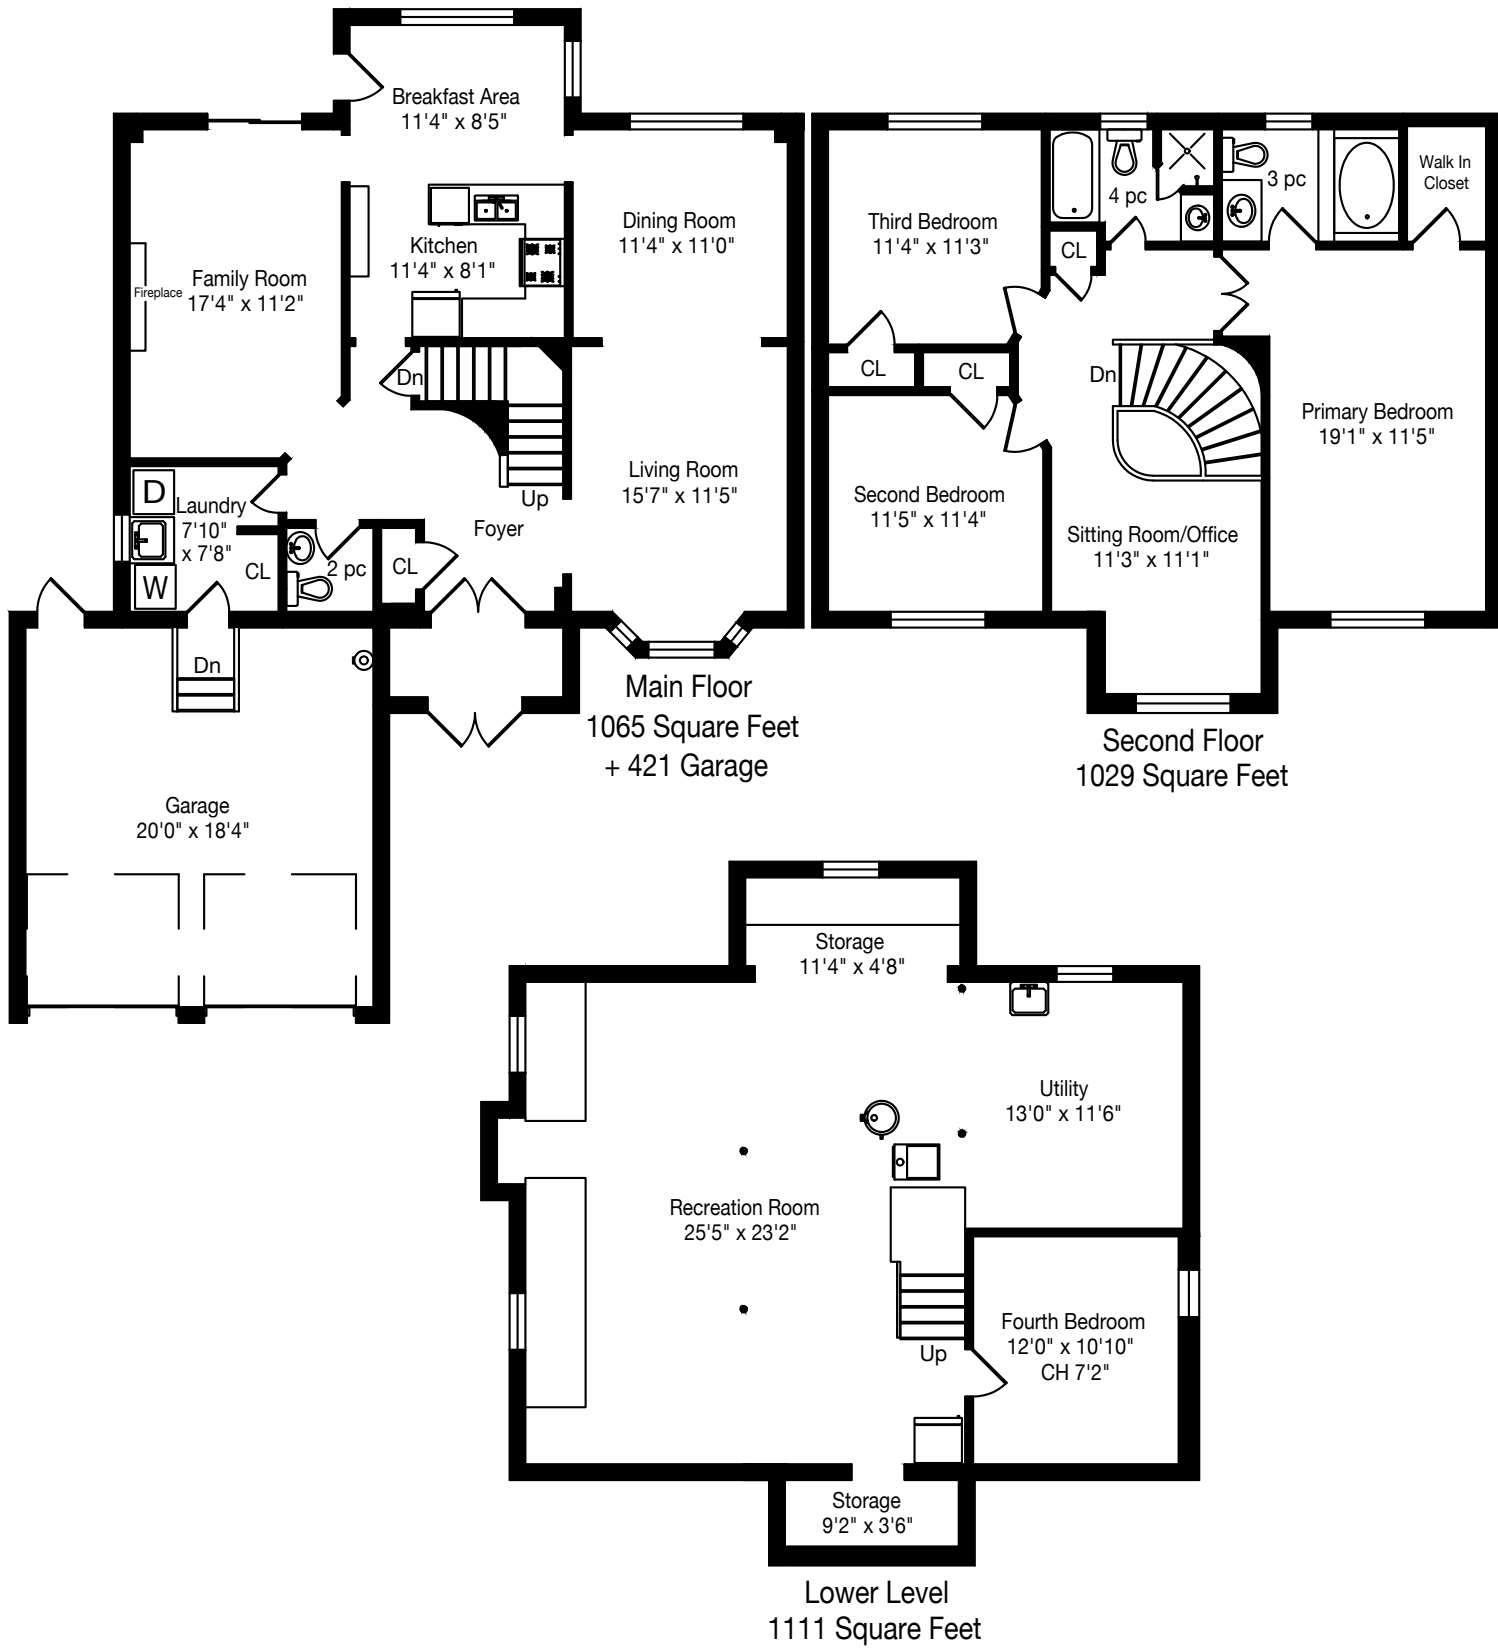 Breakfast Area
11'4" x 8'5"
Family Room
17'4" x 11'2"
Fireplace
Kitchen
11'4" x 8'1"
Dining Room
11'4" x 11'0"
Dn
Living Room
15'7" x 11'5"
Up
Foyer
D
Laundry
7'10"
x 7'8"
W
CL
2 pc
CL
Dn
Garage
20'0" x 18'4"
Main Floor
1065 Square Feet
+ 421 Garage
Third Bedroom
11'4" x 11'3"
4 pc
CL
3 pc
Walk In
Closet
CL
CL
Dn
Primary Bedroom
19'1" x 11'5"
Second Bedroom
11'5" x 11'4"
Sitting Room/Office
11'3" x 11'1"
Second Floor
1029 Square Feet
Storage
11'4" x 4'8"
Utility
13'0" x 11'6"
Recreation Room
25'5" x 23'2"
Up
Fourth Bedroom
12'0" x 10'10"
CH 7'2"
Storage
9'2" x 3'6"
Lower Level
1111 Square Feet